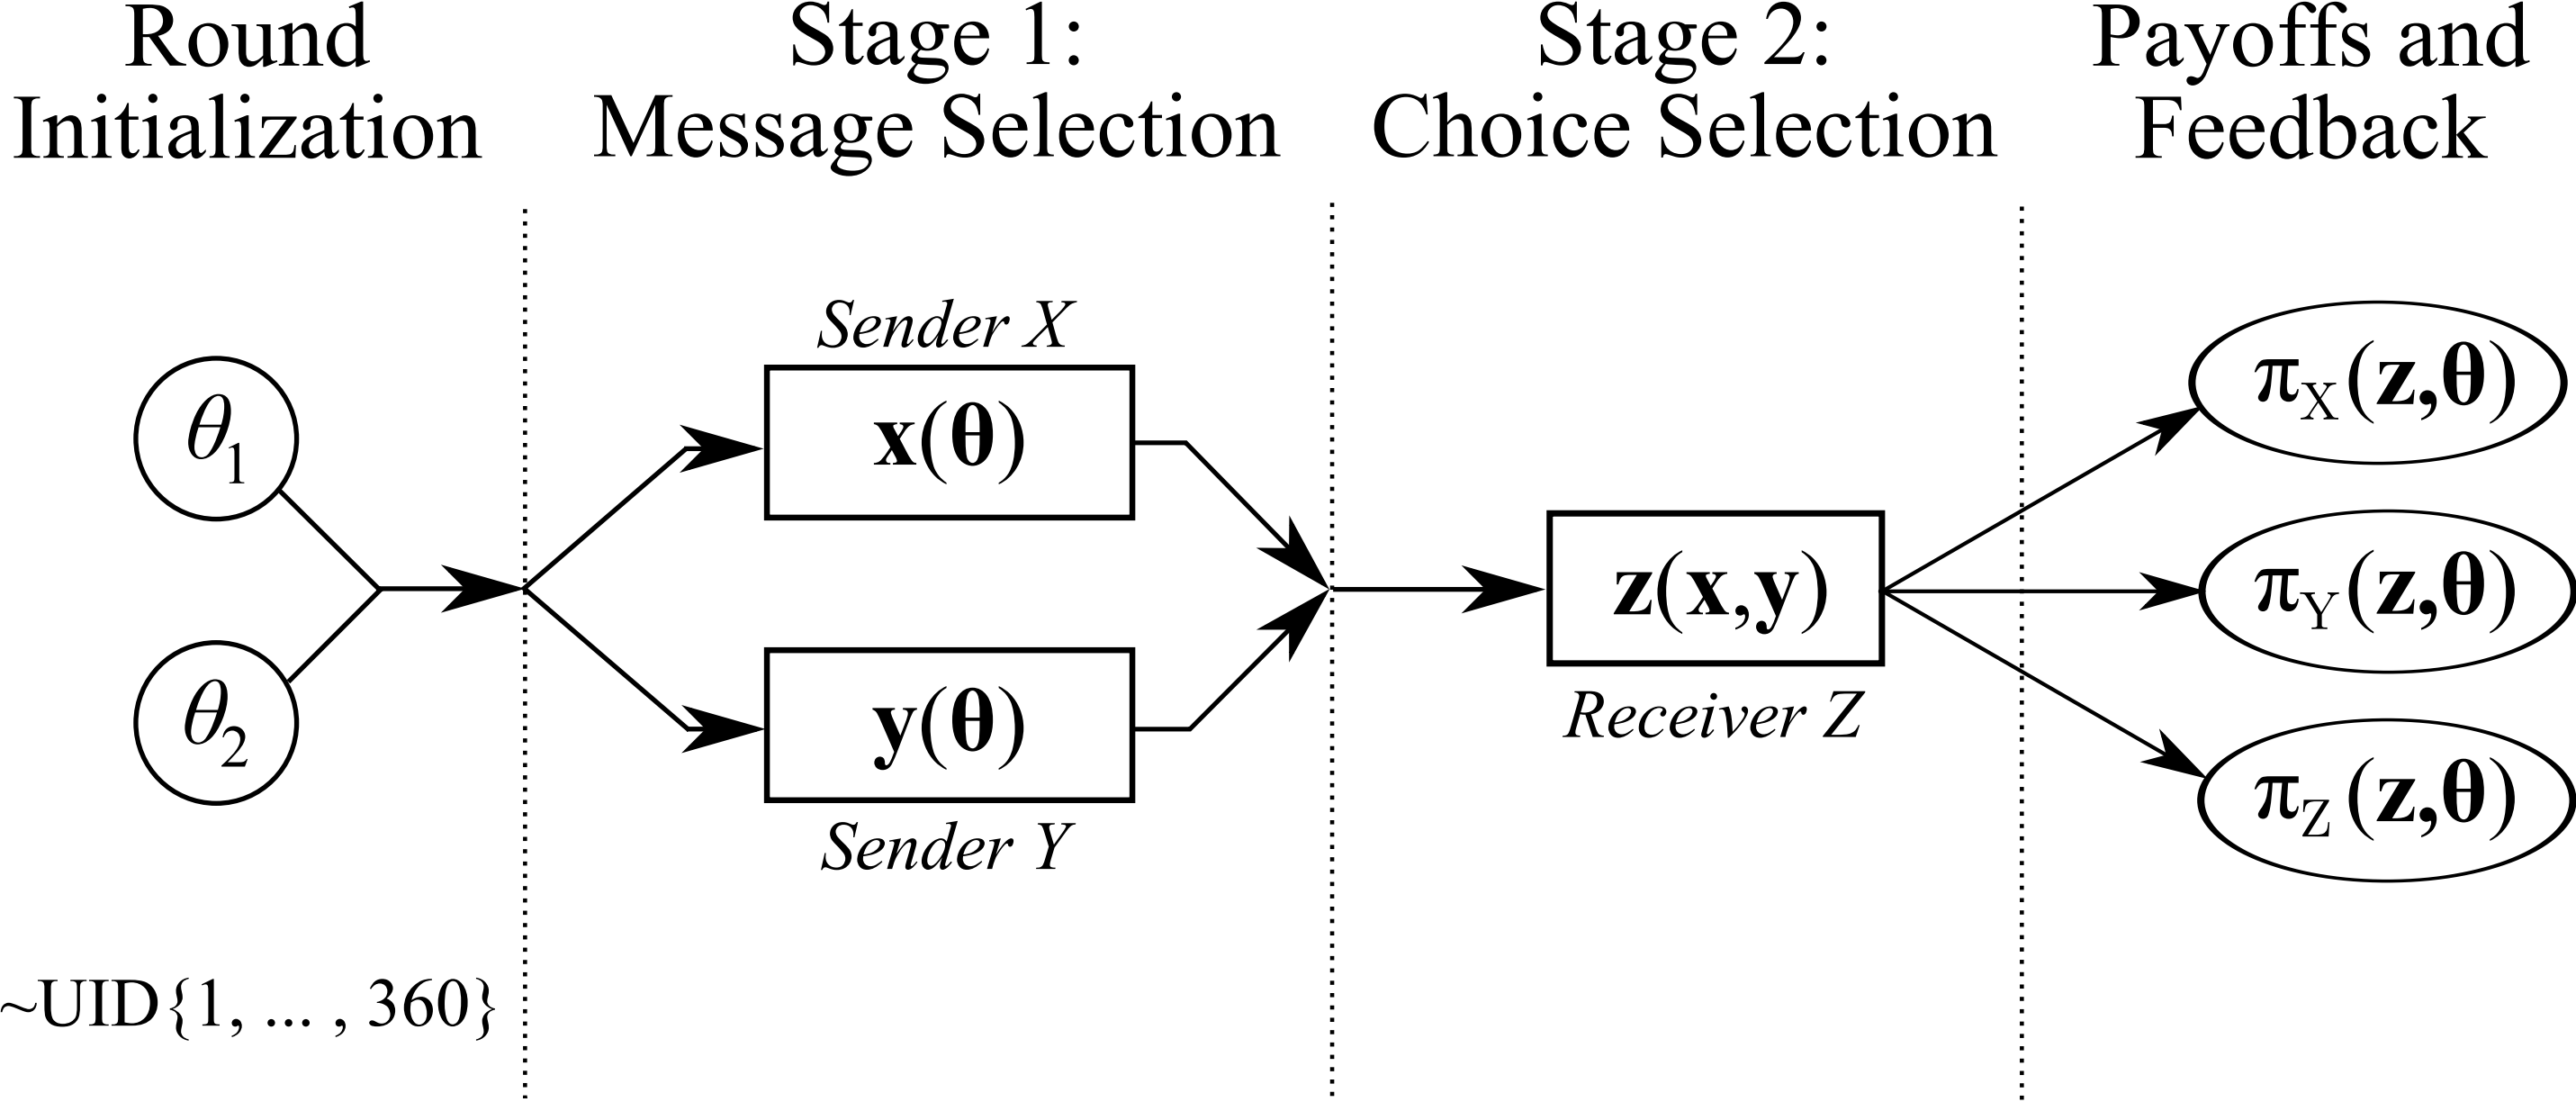 Round
Initialization
Stage 1:
Message Selection
Stage 2:
Choice Selection
Payoffs and
Feedback
θ1
θ2
~UID{1, ... , 360}
Sender X
x(θ)
y(θ)
Sender Y
z(x,y)
Receiver Z
πX(z,θ)
πY(z,θ)
πZ(z,θ)